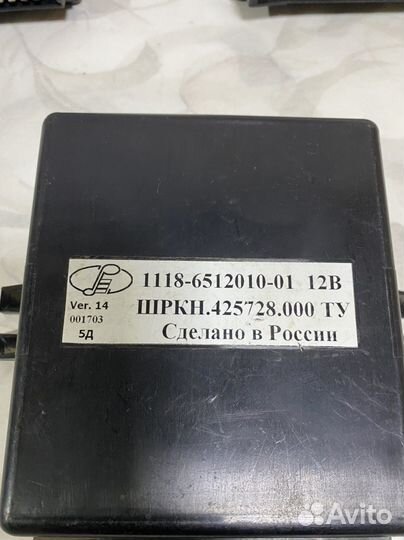 1118-6512010-01 12В
Ver. 14
ШРКН.425728.000 ТУ
001703
5Д
Сделано в России
Avito